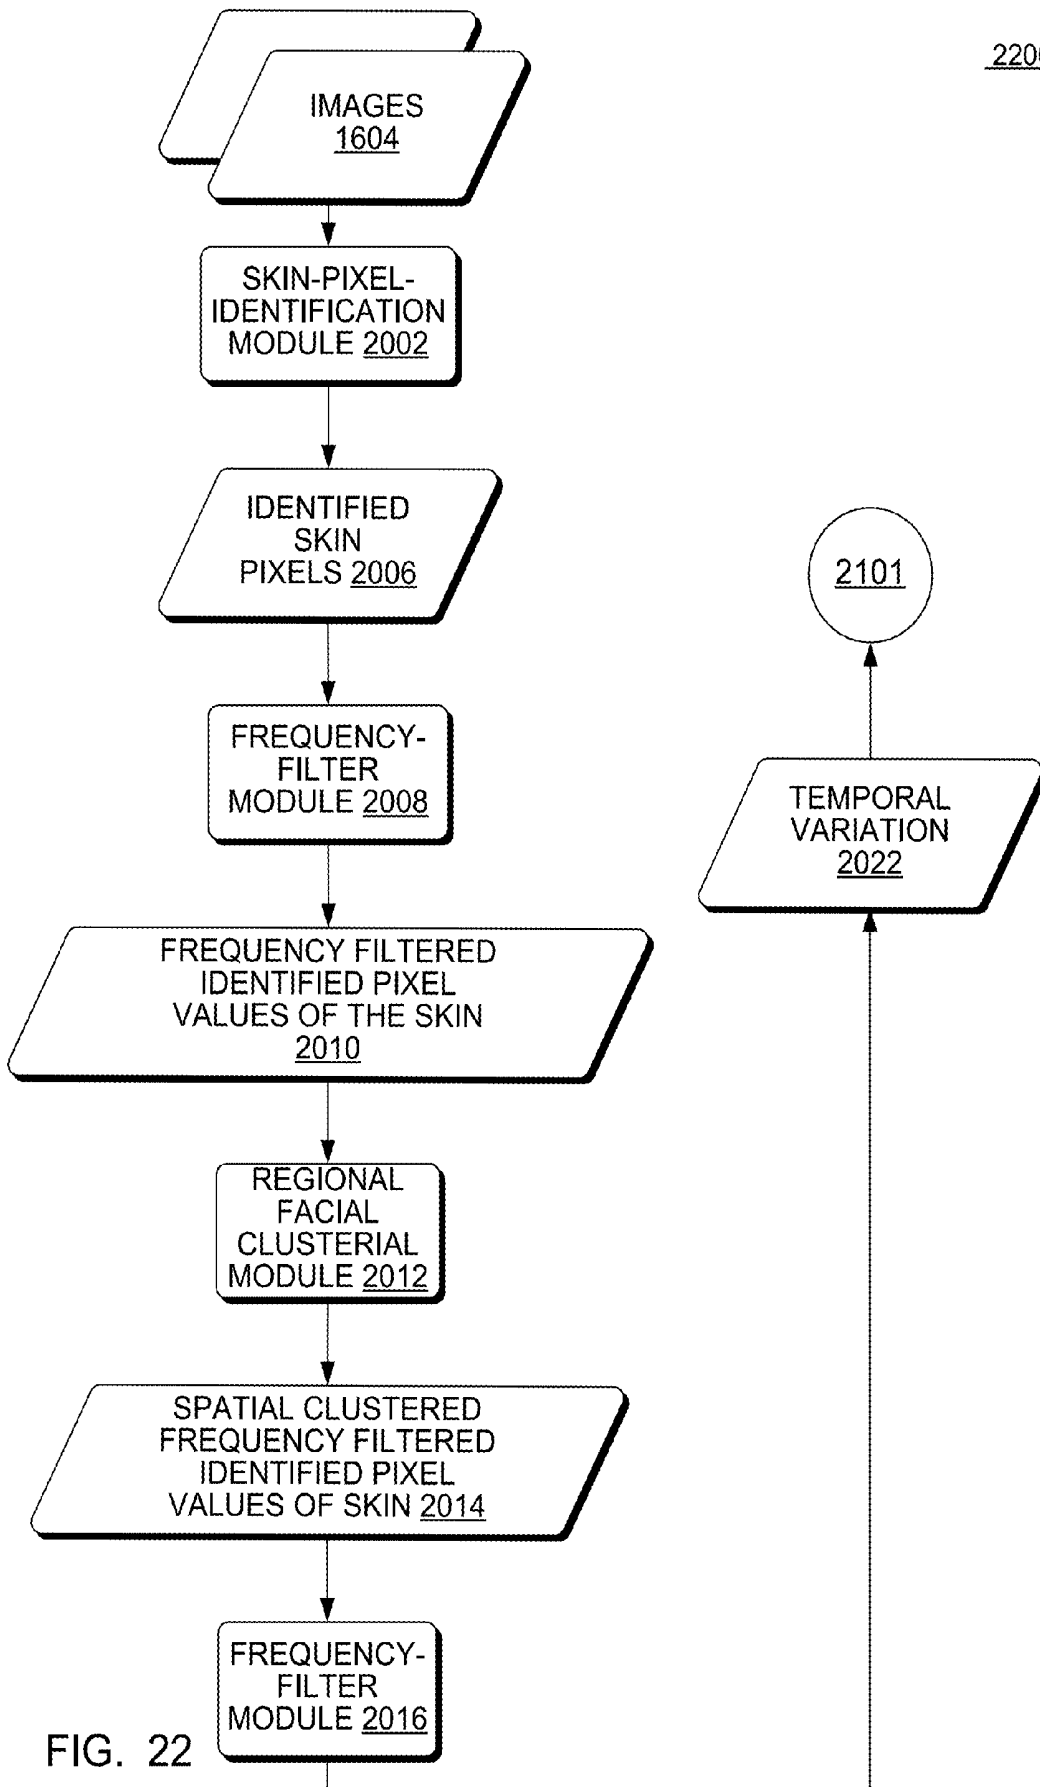 2200
IMAGES
1604
SKIN-PIXEL-
IDENTIFICATION
MODULE 2002
IDENTIFIED
SKIN
PIXELS 2006
FREQUENCY-
FILTER
MODULE 2008
FREQUENCY FILTERED
IDENTIFIED PIXEL
VALUES OF THE SKIN
2010
REGIONAL
FACIAL
CLUSTERIAL
MODULE 2012
SPATIAL CLUSTERED
FREQUENCY FILTERED
IDENTIFIED PIXEL
VALUES OF SKIN 2014
FREQUENCY-
FILTER
MODULE 2016
2101
TEMPORAL
VARIATION
2022
FIG. 22